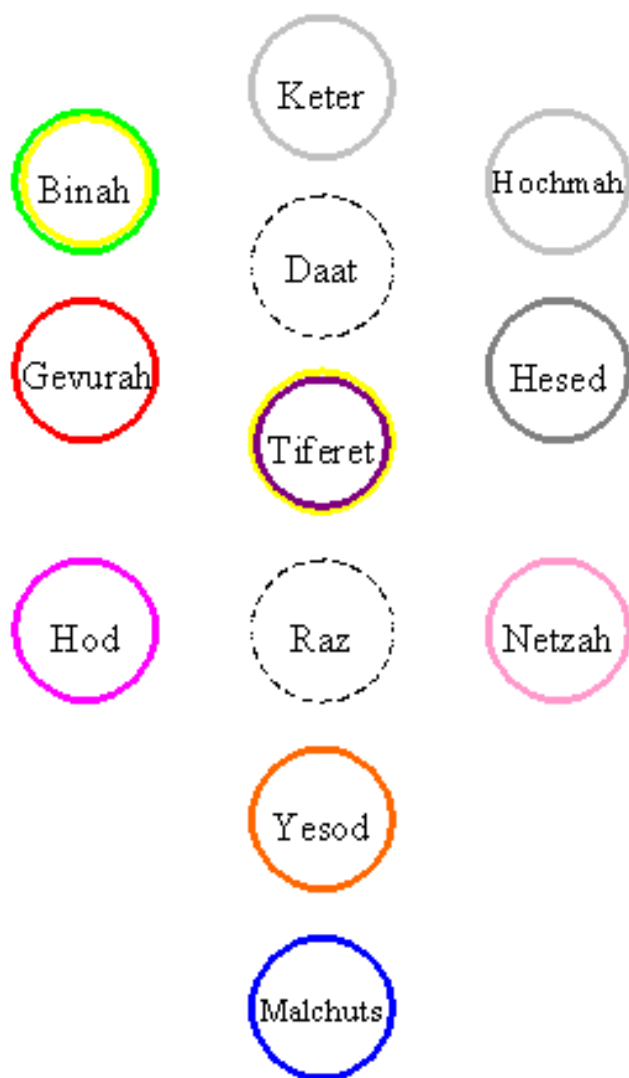 Keter
Binah
Hochmah
Daat
Gevurah
Hesed
Tiferet
Hod
Raz
Netzah
Yesod
Malchuts